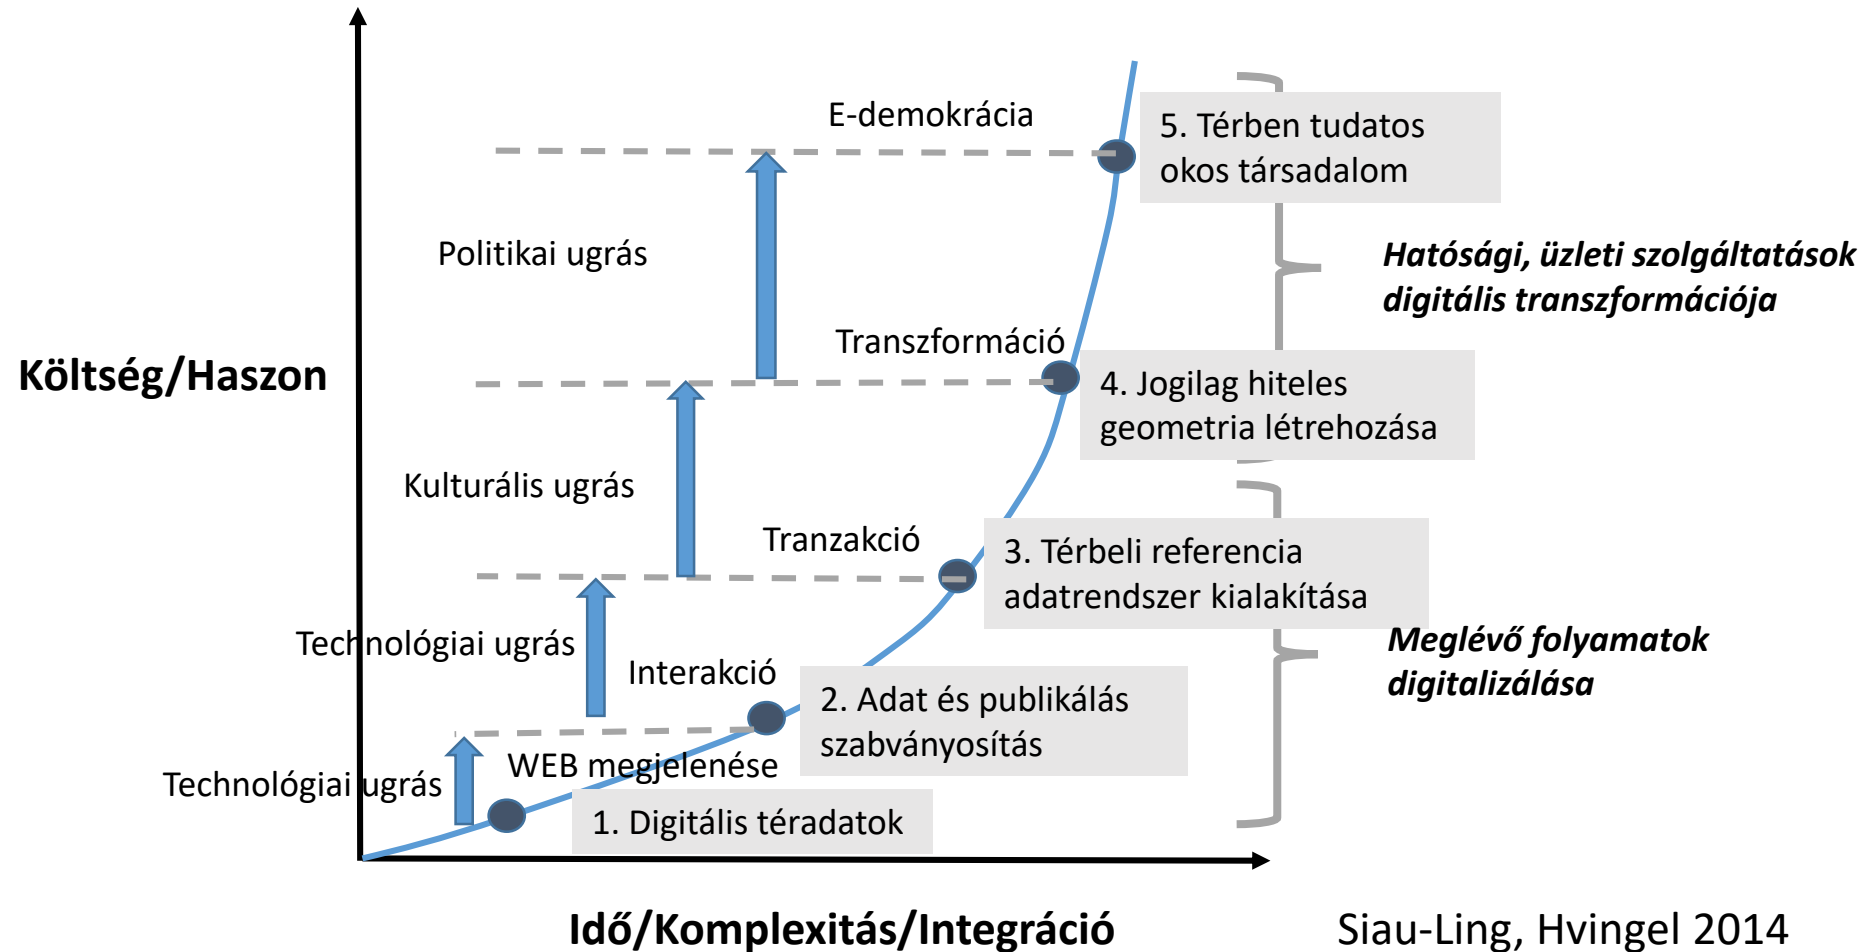 E-demokrácia
5. Térben tudatos
okos társadalom
Politikai ugrás
Hatósági, üzleti szolgáltatások
digitális transzformációja
Transzformáció
Költség/Haszon
4. Jogilag hiteles
geometria létrehozása
Kulturális ugrás
Tranzakció
3. Térbeli referencia
adatrendszer kialakítása
Technológiai ugrás
Meglévő folyamatok
digitalizálása
Interakció
2. Adat és publikálás
szabványosítás
WEB megjelenése
Technológiai ugrás
1. Digitális téradatok
Idő/Komplexitás/Integráció
Siau-Ling, Hvingel 2014